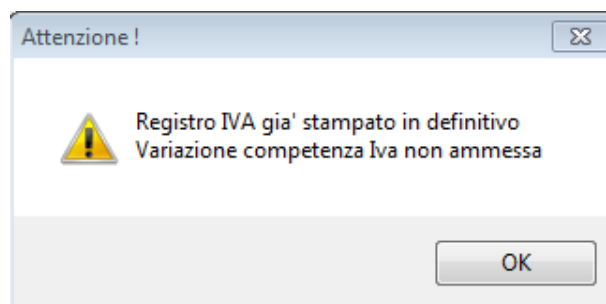 Attenzione !
Registro IVA gia' stampato in definitivo
Variazione competenza Iva non ammessa
OK